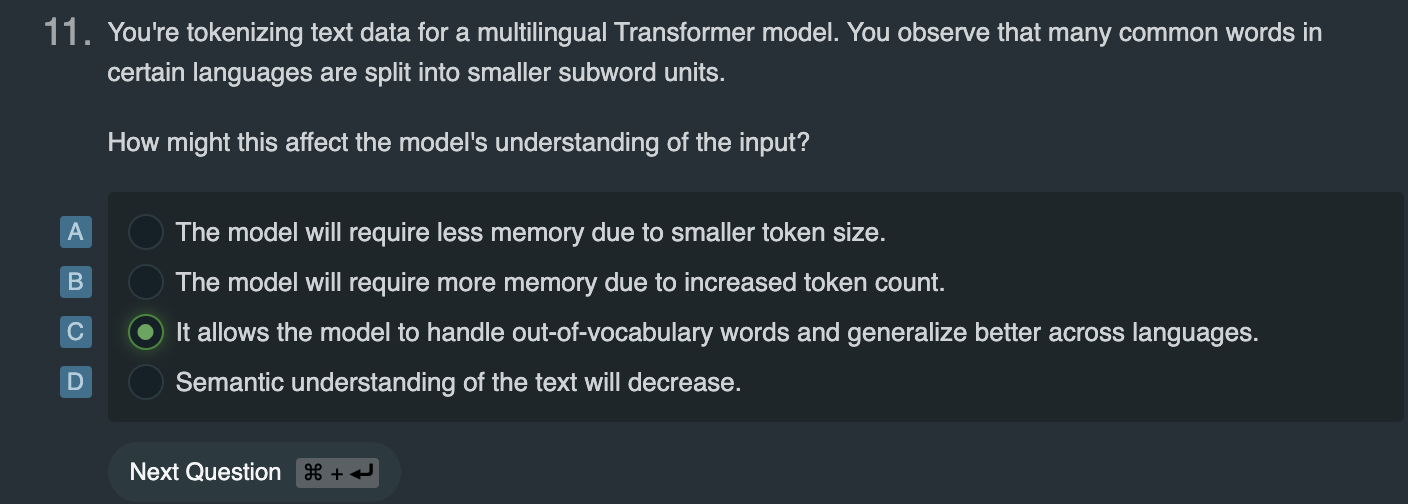 11. You're tokenizing text data for a multilingual Transformer model. You observe that many common words in
certain languages are split into smaller subword units.
How might this affect the model's understanding of the input?
A The model will require less memory due to smaller token size.
B The model will require more memory due to increased token count.
C It allows the model to handle out-of-vocabulary words and generalize better across languages.
D Semantic understanding of the text will decrease.
Next Question ⌘ + ↵